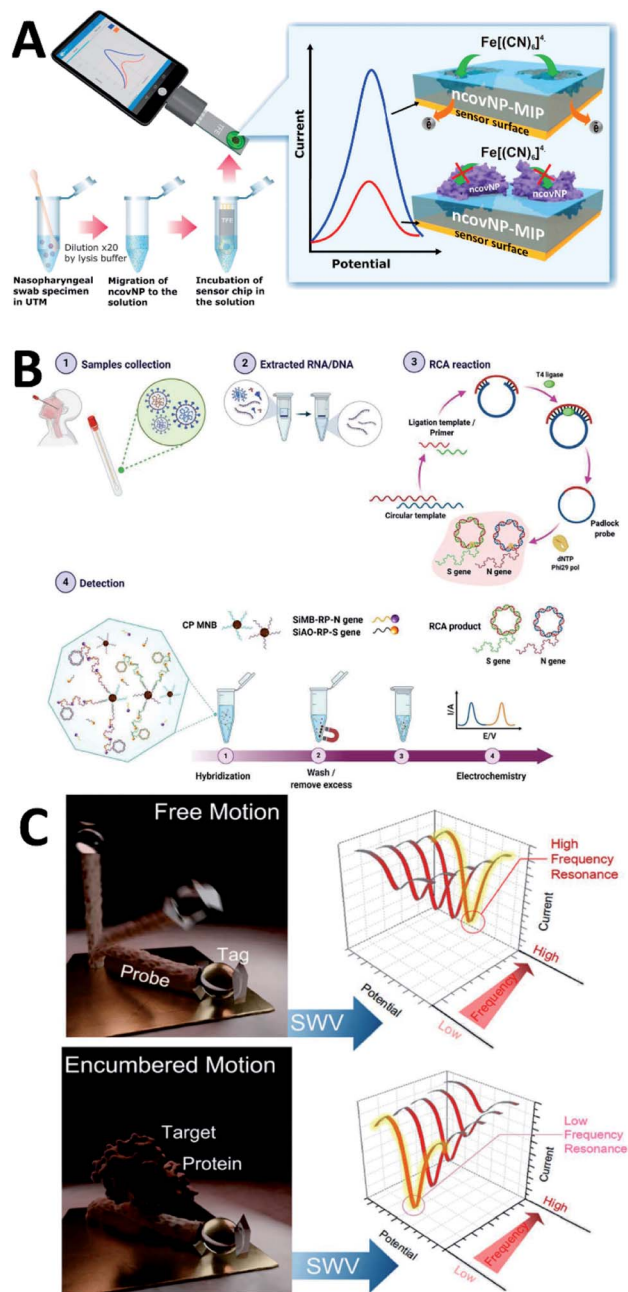 A
Current
Potential
Fe[(CN)₆]⁴⁻
ncovNP-MIP
sensor surface
ē
ē
Fe[(CN)₆]⁴⁻
ncovNP
ncovNP
ncovNP-MIP
sensor surface
Dilution x20
by lysis buffer
TFE
Nasopharyngeal
swab specimen
in UTM
Migration of
ncovNP to the
solution
Incubation of
sensor chip in
the solution
B
1 Samples collection
2 Extracted RNA/DNA
3 RCA reaction
T4 ligase
Ligation template /
Primer
Circular template
Padlock
probe
dNTP
Phi29 pol
S gene
N gene
4 Detection
CP MNB
SiMB-RP-N gene
SiAO-RP-S gene
RCA product
S gene
N gene
I/A
E/V
1
2
3
4
Hybridization
Wash /
remove excess
Electrochemistry
C
Free Motion
Tag
Probe
SWV
High
Frequency
Resonance
Current
Potential
High
Frequency
Low
Encumbered Motion
Target
Protein
SWV
Low
Frequency
Resonance
Current
Potential
High
Frequency
Low